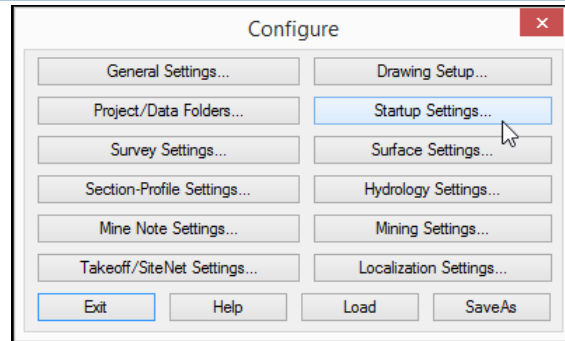 Configure
General Settings... Drawing Setup...
Project/Data Folders... Startup Settings...
Survey Settings... Surface Settings...
Section-Profile Settings... Hydrology Settings...
Mine Note Settings... Mining Settings...
Takeoff/SiteNet Settings... Localization Settings...
Exit Help Load SaveAs